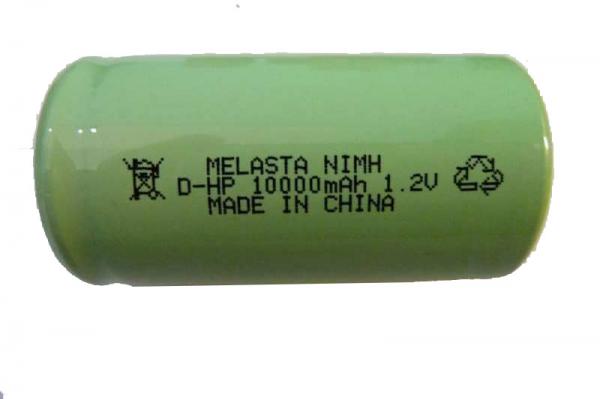 MELASTA NIMH
D-HP 10000mAh 1.2V
MADE IN CHINA